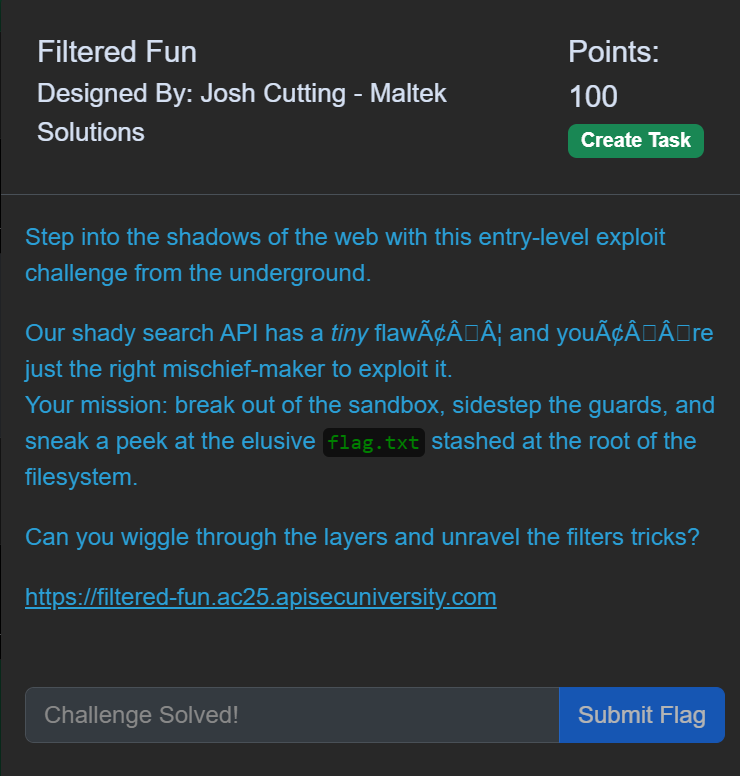 Filtered Fun
Designed By: Josh Cutting - Maltek
Solutions
Points:
100
Create Task
Step into the shadows of the web with this entry-level exploit
challenge from the underground.
Our shady search API has a tiny flawÃ¢Â□Â¦ and youÃ¢Â□Â□re
just the right mischief-maker to exploit it.
Your mission: break out of the sandbox, sidestep the guards, and
sneak a peek at the elusive flag.txt stashed at the root of the
filesystem.
Can you wiggle through the layers and unravel the filters tricks?
https://filtered-fun.ac25.apisecuniversity.com
Challenge Solved!
Submit Flag